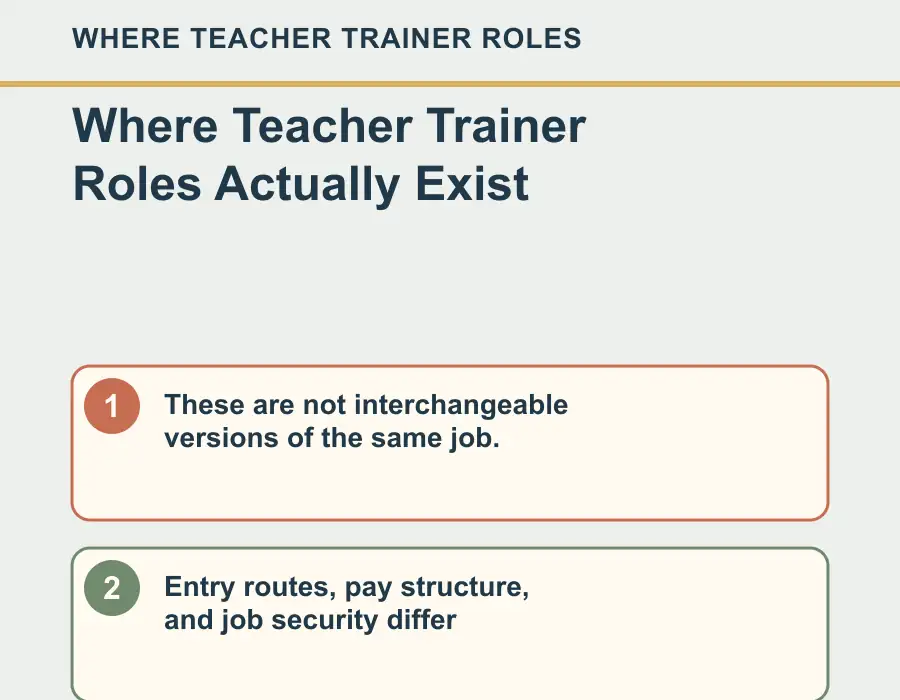 WHERE TEACHER TRAINER ROLES
Where Teacher Trainer
Roles Actually Exist
1
These are not interchangeable
versions of the same job.
2
Entry routes, pay structure,
and job security differ